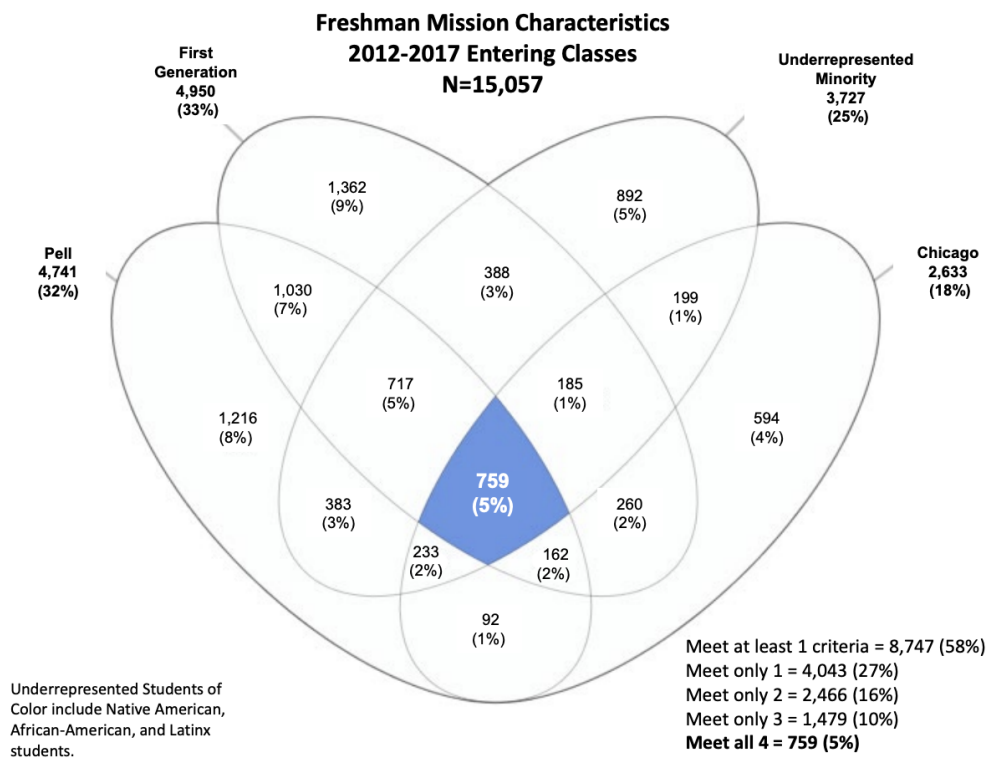 Freshman Mission Characteristics
2012-2017 Entering Classes
N=15,057
First
Generation
4,950
(33%)
Underrepresented
Minority
3,727
(25%)
Pell
4,741
(32%)
Chicago
2,633
(18%)
1,362
(9%)
892
(5%)
1,030
(7%)
388
(3%)
199
(1%)
1,216
(8%)
717
(5%)
185
(1%)
594
(4%)
759
(5%)
383
(3%)
260
(2%)
233
(2%)
162
(2%)
92
(1%)
Underrepresented Students of
Color include Native American,
African-American, and Latinx
students.
Meet at least 1 criteria = 8,747 (58%)
Meet only 1 = 4,043 (27%)
Meet only 2 = 2,466 (16%)
Meet only 3 = 1,479 (10%)
Meet all 4 = 759 (5%)